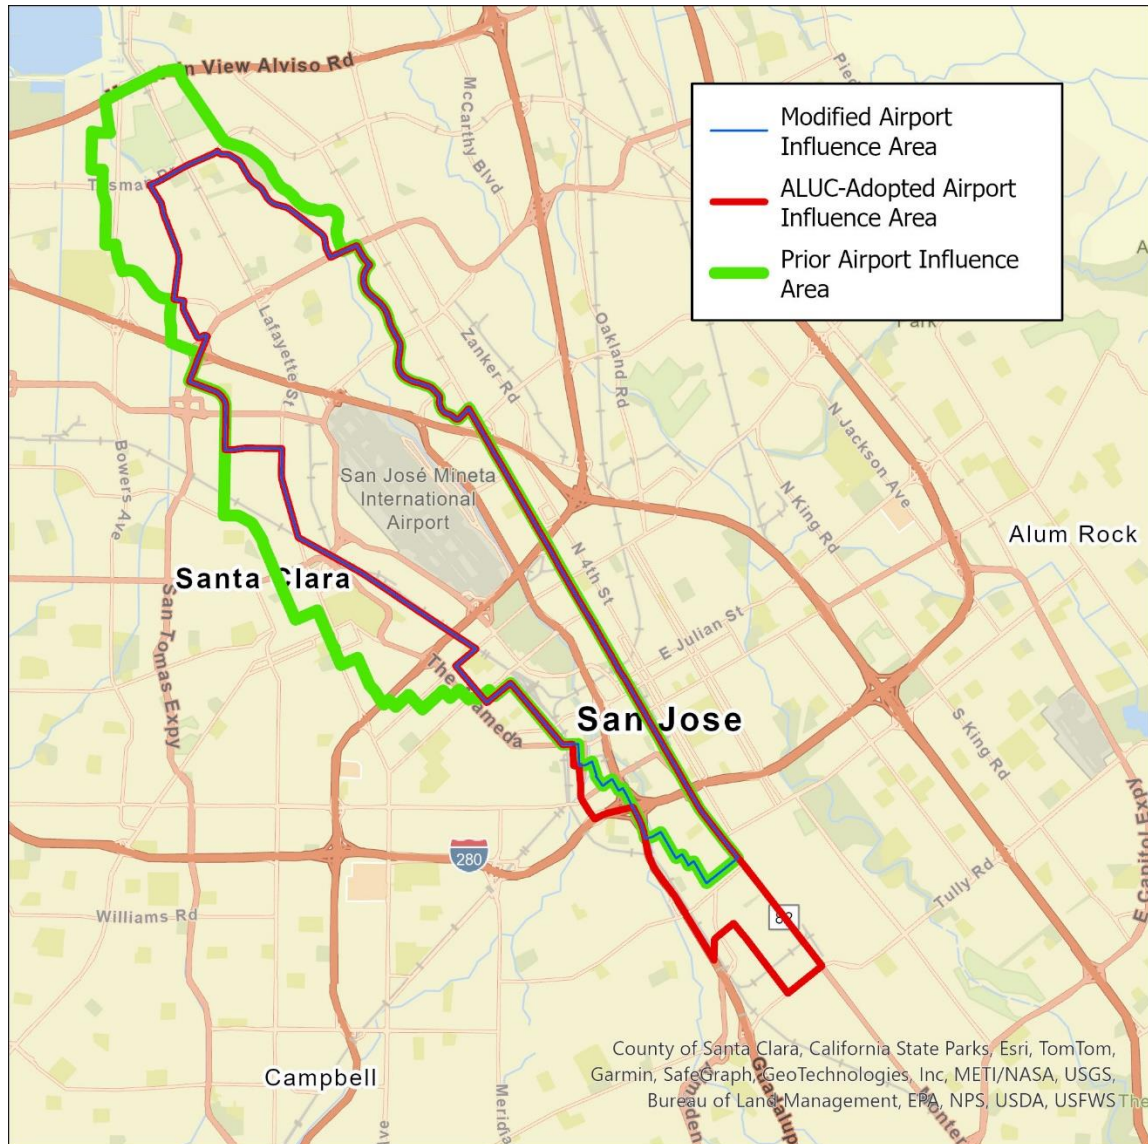 Mountain View Alviso Rd
McCarthy Blvd
Modified Airport
Influence Area
ALUC-Adopted Airport
Influence Area
Prior Airport Influence
Area
Lafayette St
Zanker Rd
Oakland Rd
Park
Bowers Ave
San José Mineta
International
Airport
N Jackson Ave
N King Rd
Alum Rock
N 4th St
Santa Clara
San Tomas Expy
E Julian St
The Alameda
San Jose
S King Rd
E Capitol Expy
280
Tully Rd
Williams Rd
82
Campbell
County of Santa Clara, California State Parks, Esri, TomTom,
Garmin, SafeGraph, GeoTechnologies, Inc, METI/NASA, USGS,
Bureau of Land Management, EPA, NPS, USDA, USFWS
The